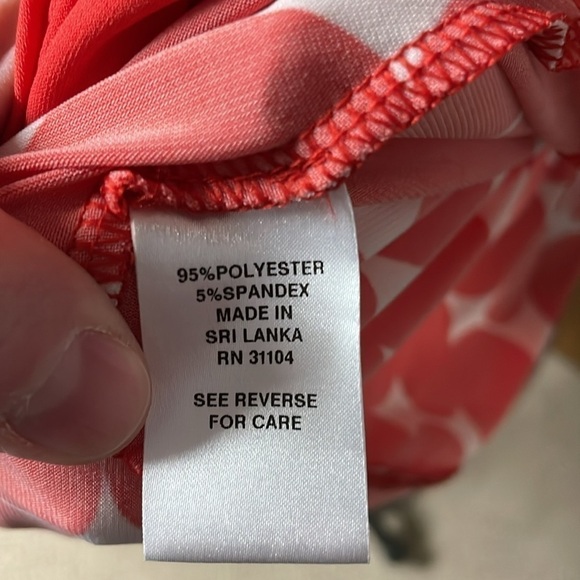 95%POLYESTER
5%SPANDEX
MADE IN
SRI LANKA
RN 31104
SEE REVERSE
FOR CARE